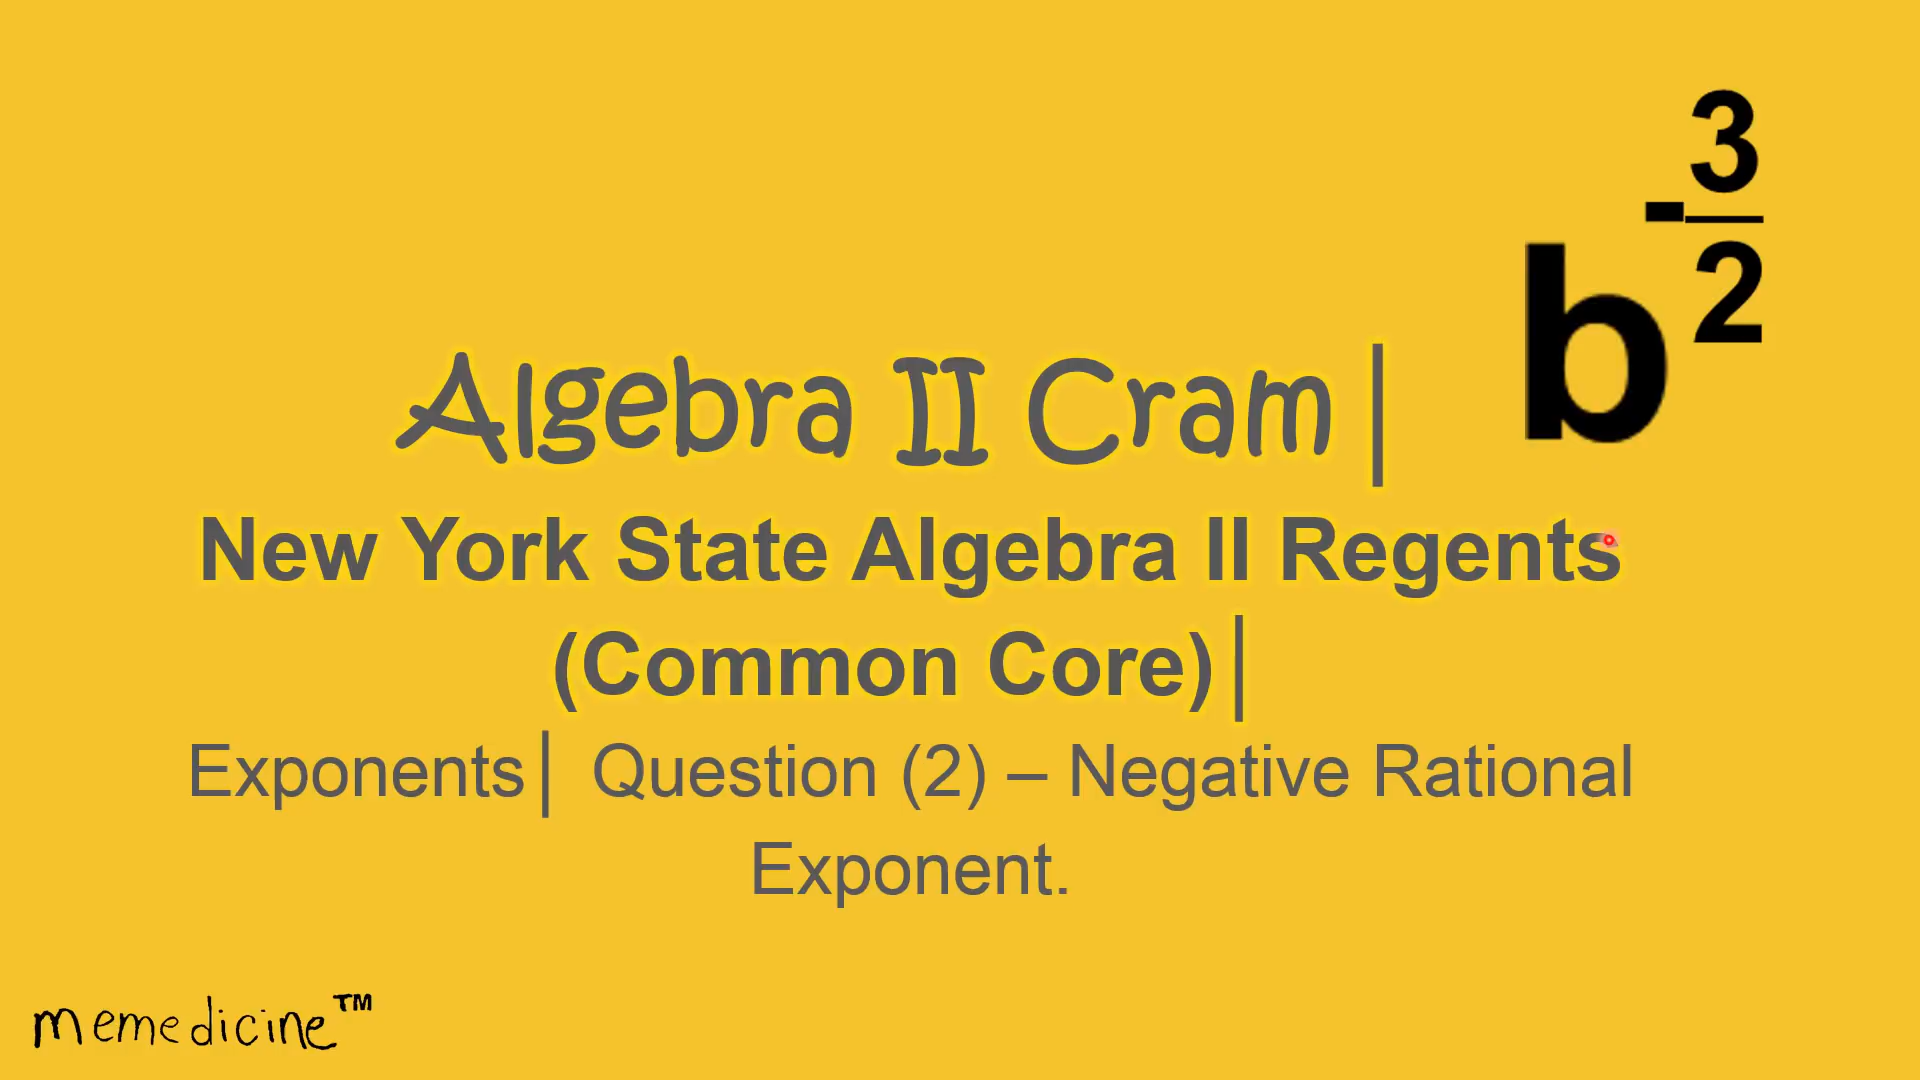 b^-3/2
Algebra II Cram|
New York State Algebra II Regents
(Common Core)|
Exponents| Question (2) – Negative Rational
Exponent.
memedicine™